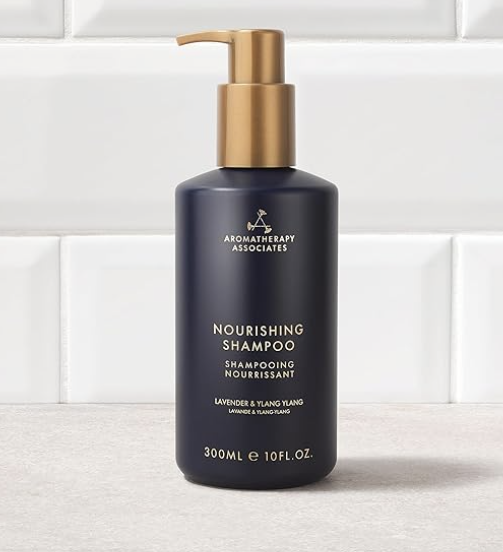 AROMATHERAPY
ASSOCIATES
NOURISHING
SHAMPOO
SHAMPOOING
NOURRISSANT
LAVENDER & YLANG YLANG
LAVANDE & YLANG-YLANG
300ML ℮ 10FL.OZ.